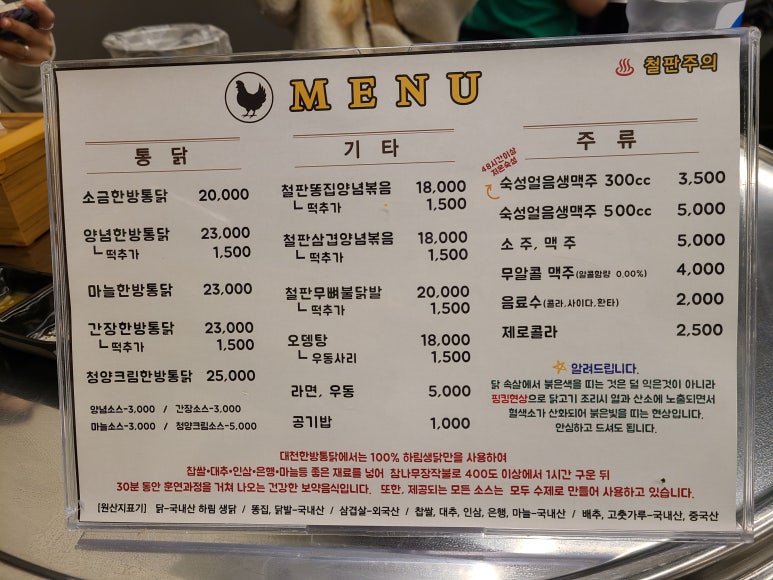 MENU
철판주의
통 닭
소금한방통닭 20,000
양념한방통닭 23,000
└ 떡추가 1,500
마늘한방통닭 23,000
간장한방통닭 23,000
└ 떡추가 1,500
청양크림한방통닭 25,000
양념소스-3,000 / 간장소스-3,000
마늘소스-3,000 / 청양크림소스-5,000
기 타
철판똥집양념볶음 18,000
└ 떡추가 1,500
철판삼겹양념볶음 18,000
└ 떡추가 1,500
철판무뼈불닭발 20,000
└ 떡추가 1,500
오뎅탕 18,000
└ 우동사리 1,500
라면, 우동 5,000
공기밥 1,000
주 류
48시간이상
저온숙성
숙성얼음생맥주 300cc 3,500
숙성얼음생맥주 500cc 5,000
소 주, 맥 주 5,000
무알콜 맥주(알콜함량 0.00%) 4,000
음료수(콜라,사이다,환타) 2,000
제로콜라 2,500
알려드립니다.
닭 속살에서 붉은색을 띠는 것은 덜 익은것이 아니라
핑킹현상으로 닭고기 조리시 열과 산소에 노출되면서
혈색소가 산화되어 붉은빛을 띠는 현상입니다.
안심하고 드셔도 됩니다.
대천한방통닭에서는 100% 하림생닭만을 사용하여
찹쌀•대추•인삼•은행•마늘등 좋은 재료를 넣어 참나무장작불로 400도 이상에서 1시간 구운 뒤
30분 동안 훈연과정을 거쳐 나오는 건강한 보약음식입니다. 또한, 제공되는 모든 소스는 모두 수제로 만들어 사용하고 있습니다.
[원산지표기] 닭-국내산 하림 생닭 / 똥집, 닭발-국내산 / 삼겹살-외국산 / 찹쌀, 대추, 인삼, 은행, 마늘-국내산 / 배추, 고춧가루-국내산, 중국산